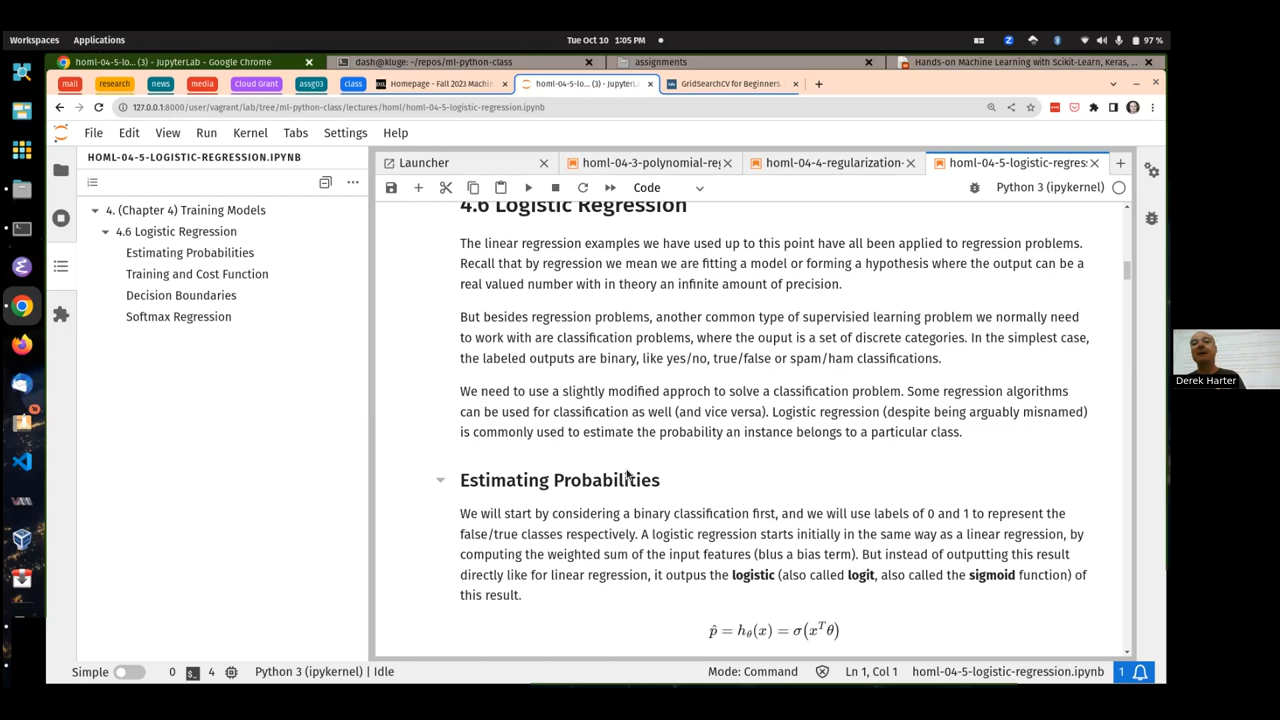 Workspaces Applications Tue Oct 10 1:05 PM 97 %
homl-04-5-lo... (3) - JupyterLab - Google Chrome × dash@kluge: ~/repos/ml-python-class × assignments × Hands-on Machine Learning with Scikit-Learn, Keras, ... ×
mail research news media Cloud Grant assg03 class Homepage - Fall 2023 Machin × homl-04-5-lo... (3) - JupyterL × GridSearchCV for Beginners. ×
127.0.0.1:8000/user/vagrant/lab/tree/ml-python-class/lectures/homl/homl-04-5-logistic-regression.ipynb
File Edit View Run Kernel Tabs Settings Help
HOML-04-5-LOGISTIC-REGRESSION.IPYNB
Launcher × homl-04-3-polynomial-reg × homl-04-4-regularization- × homl-04-5-logistic-regres: × +
Code Python 3 (ipykernel)
4. (Chapter 4) Training Models
4.6 Logistic Regression
Estimating Probabilities
Training and Cost Function
Decision Boundaries
Softmax Regression
4.6 Logistic Regression
The linear regression examples we have used up to this point have all been applied to regression problems.
Recall that by regression we mean we are fitting a model or forming a hypothesis where the output can be a
real valued number with in theory an infinite amount of precision.
But besides regression problems, another common type of supervisied learning problem we normally need
to work with are classification problems, where the ouput is a set of discrete categories. In the simplest case,
the labeled outputs are binary, like yes/no, true/false or spam/ham classifications.
We need to use a slightly modified approch to solve a classification problem. Some regression algorithms
can be used for classification as well (and vice versa). Logistic regression (despite being arguably misnamed)
is commonly used to estimate the probability an instance belongs to a particular class.
Estimating Probabilities
We will start by considering a binary classification first, and we will use labels of 0 and 1 to represent the
false/true classes respectively. A logistic regression starts initially in the same way as a linear regression, by
computing the weighted sum of the input features (blus a bias term). But instead of outputting this result
directly like for linear regression, it outpus the logistic (also called logit, also called the sigmoid function) of
this result.
p̂ = hθ(x) = σ(xᵀθ)
Derek Harter
Simple 0 4 Python 3 (ipykernel) | Idle Mode: Command Ln 1, Col 1 homl-04-5-logistic-regression.ipynb 1